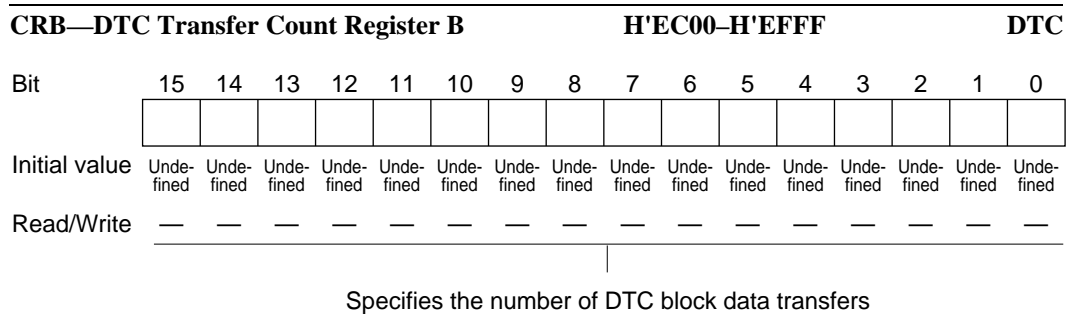 CRB—DTC Transfer Count Register B H'EC00–H'EFFF DTC
Bit 15 14 13 12 11 10 9 8 7 6 5 4 3 2 1 0
Initial value Unde- Unde- Unde- Unde- Unde- Unde- Unde- Unde- Unde- Unde- Unde- Unde- Unde- Unde- Unde- Unde-
fined fined fined fined fined fined fined fined fined fined fined fined fined fined fined fined
Read/Write — — — — — — — — — — — — — — — —
Specifies the number of DTC block data transfers